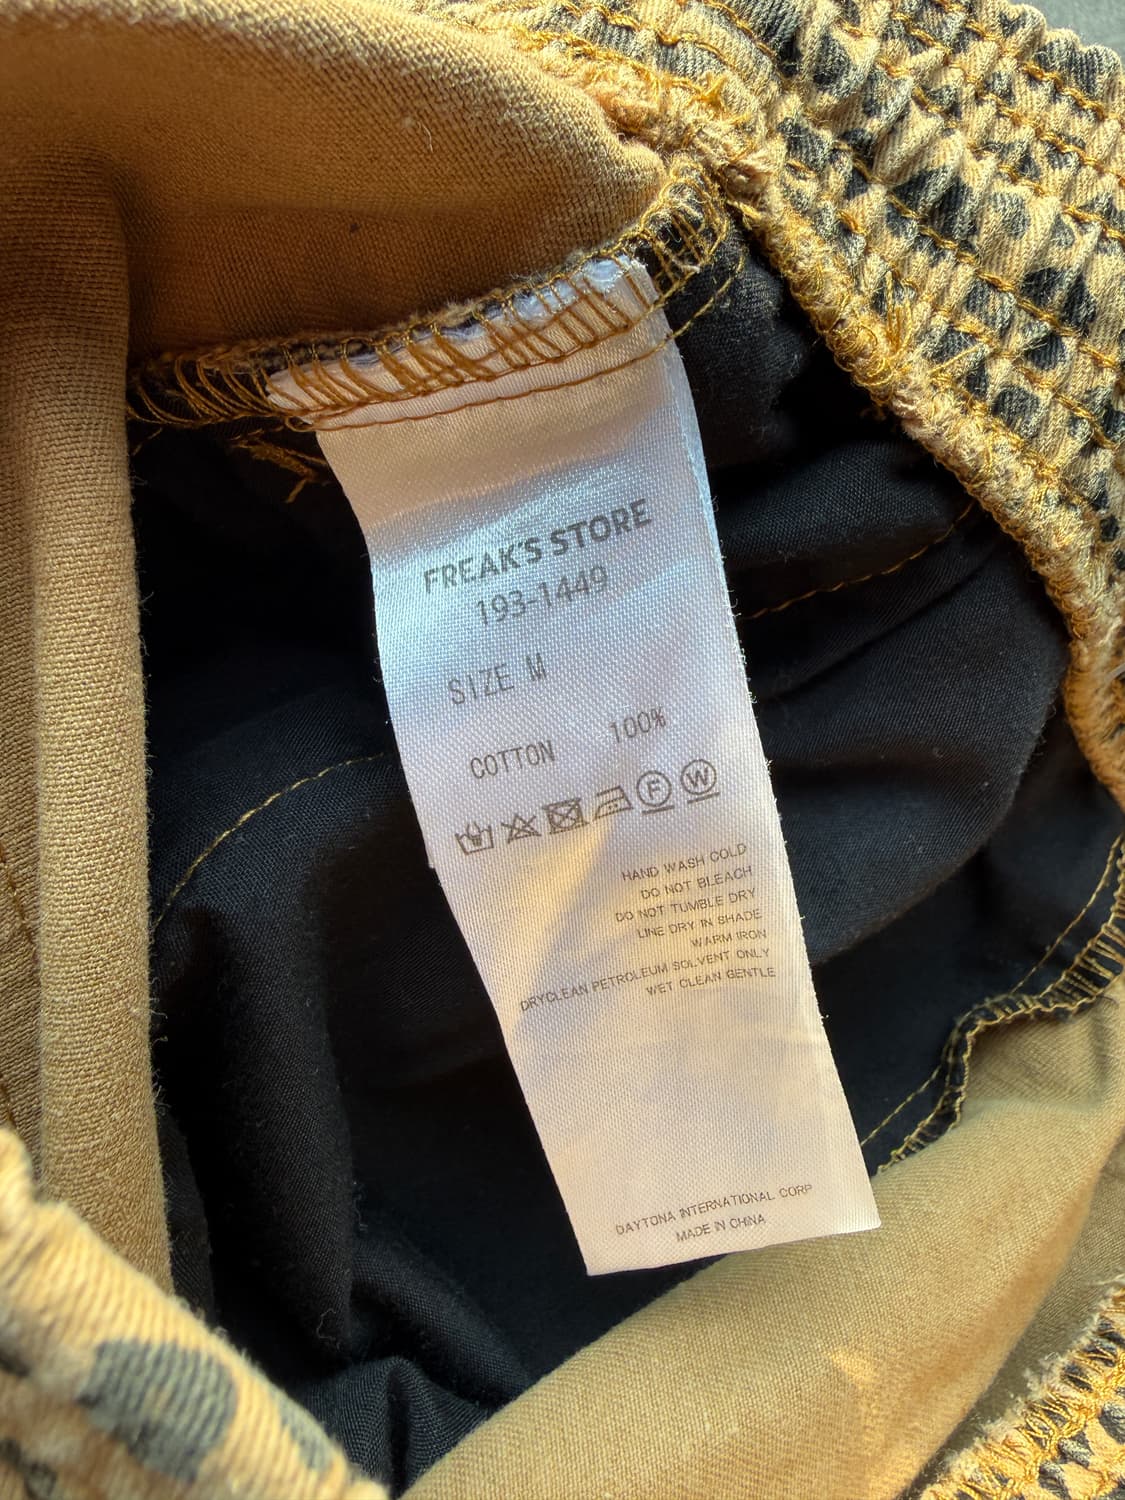 FREAK'S STORE
193-1449
SIZE M
COTTON 100%
F W
HAND WASH COLD
DO NOT BLEACH
DO NOT TUMBLE DRY
LINE DRY IN SHADE
WARM IRON
DRYCLEAN PETROLEUM SOLVENT ONLY
WET CLEAN GENTLE
DAYTONA INTERNATIONAL CORP
MADE IN CHINA